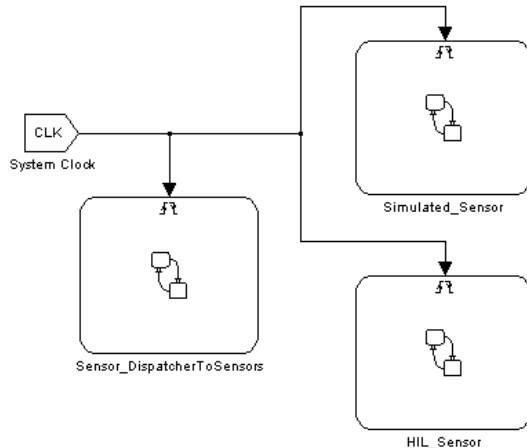 CLK
System Clock
Simulated_Sensor
Sensor_DispatcherToSensors
HIL_Sensor